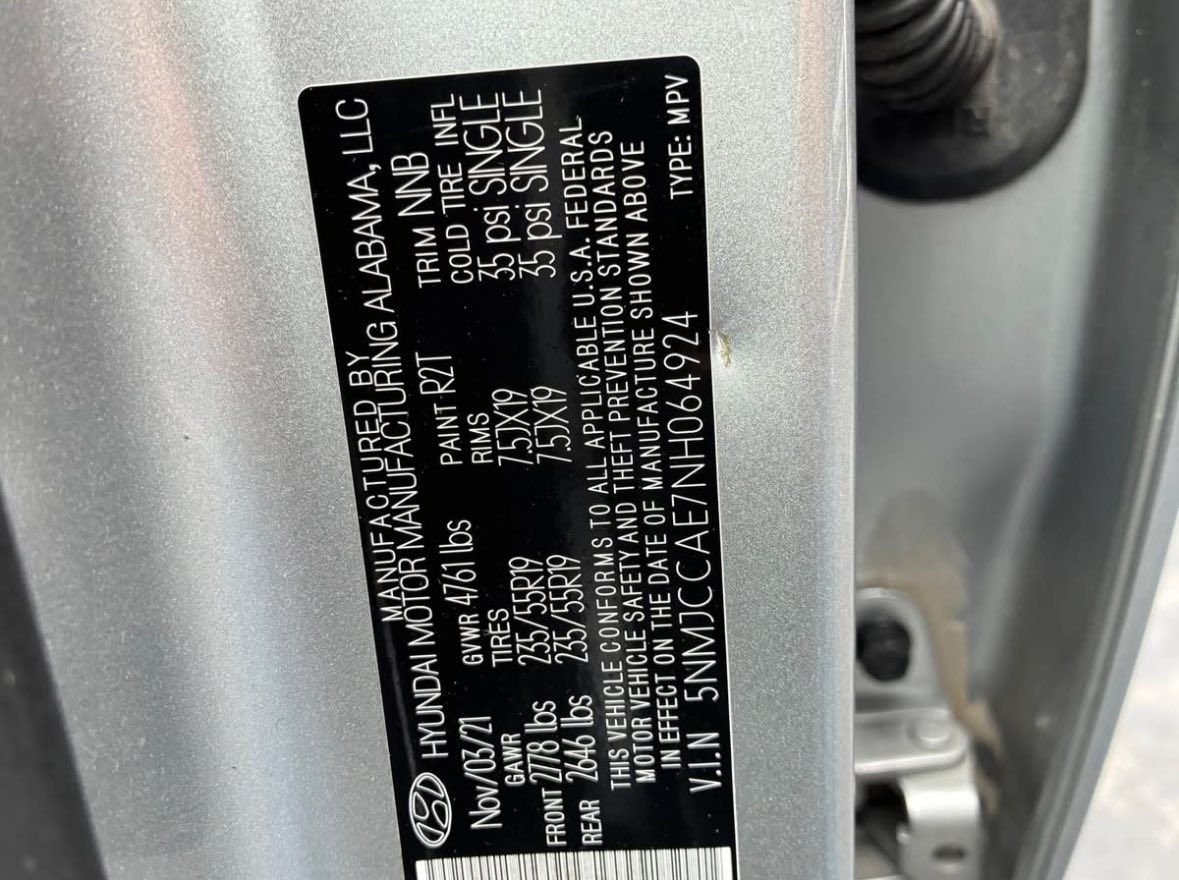 MANUFACTURED BY
HYUNDAI MOTOR MANUFACTURING ALABAMA, LLC
Nov/03/21 GVWR 4761 lbs PAINT R2T TRIM NNB
GAWR TIRES RIMS COLD TIRE INFL
FRONT 2778 lbs 235/55R19 7.5JX19 35 psi SINGLE
REAR 2646 lbs 235/55R19 7.5JX19 35 psi SINGLE
THIS VEHICLE CONFORMS TO ALL APPLICABLE U.S.A. FEDERAL
MOTOR VEHICLE SAFETY AND THEFT PREVENTION STANDARDS
IN EFFECT ON THE DATE OF MANUFACTURE SHOWN ABOVE
V.I.N 5NMJCCAE7NH064924 TYPE: MPV